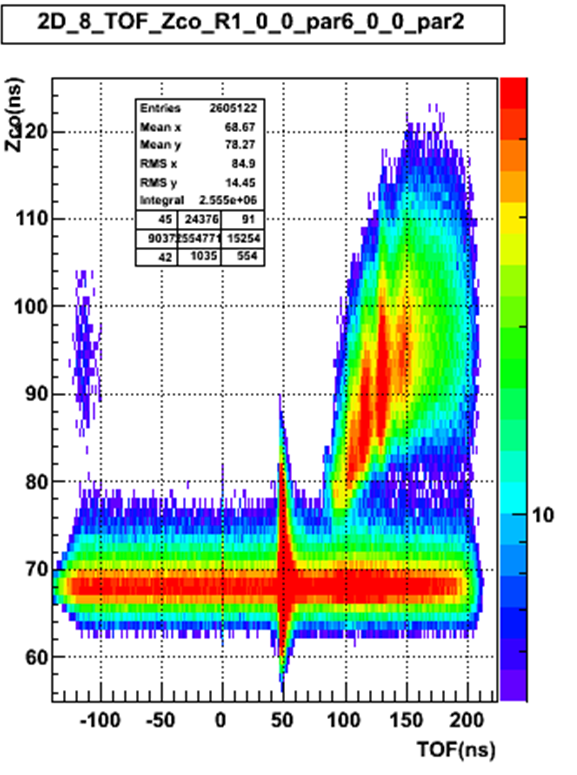 2D_8_TOF_Zco_R1_0_0_par6_0_0_par2
Zco(ns)
Entries 2605122
Mean x 68.67
Mean y 78.27
RMS x 84.9
RMS y 14.45
Integral 2.555e+06
45 24376 91
9037 2554771 15254
42 1035 554
120
110
100
90
80
70
60
10
-100 -50 0 50 100 150 200
TOF(ns)